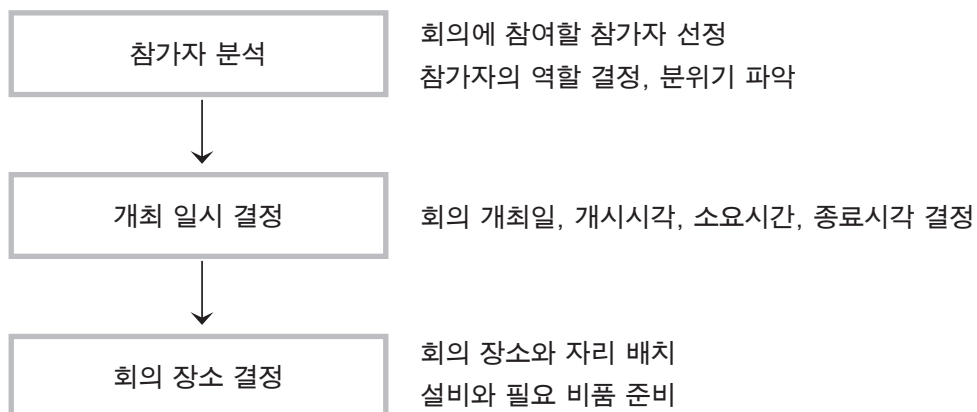 참가자 분석
회의에 참여할 참가자 선정
참가자의 역할 결정, 분위기 파악
개최 일시 결정
회의 개최일, 개시시각, 소요시간, 종료시각 결정
회의 장소 결정
회의 장소와 자리 배치
설비와 필요 비품 준비